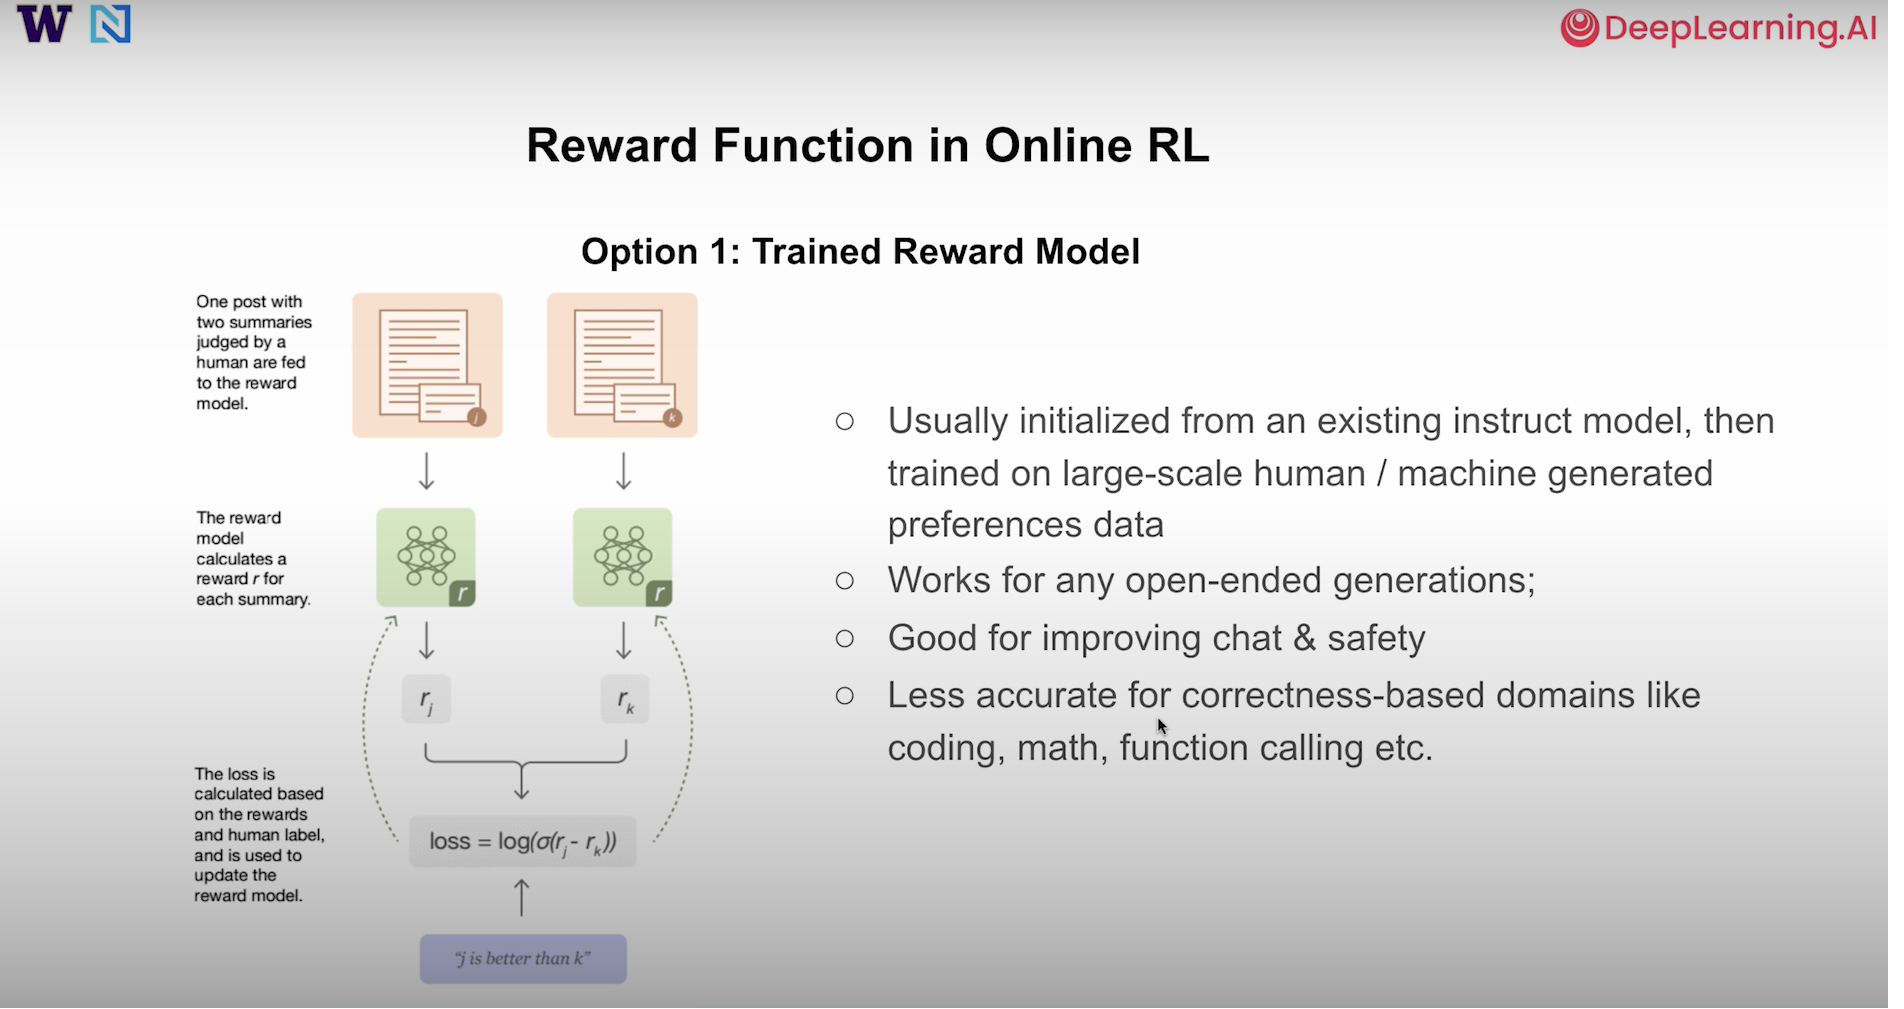 W N
DeepLearning.AI
Reward Function in Online RL
Option 1: Trained Reward Model
One post with
two summaries
judged by a
human are fed
to the reward
model.
j
k
The reward
model
calculates a
reward r for
each summary.
r
r
rj
rk
The loss is
calculated based
on the rewards
and human label,
and is used to
update the
reward model.
loss = log(σ(rj - rk))
“j is better than k”
○ Usually initialized from an existing instruct model, then
trained on large-scale human / machine generated
preferences data
○ Works for any open-ended generations;
○ Good for improving chat & safety
○ Less accurate for correctness-based domains like
coding, math, function calling etc.